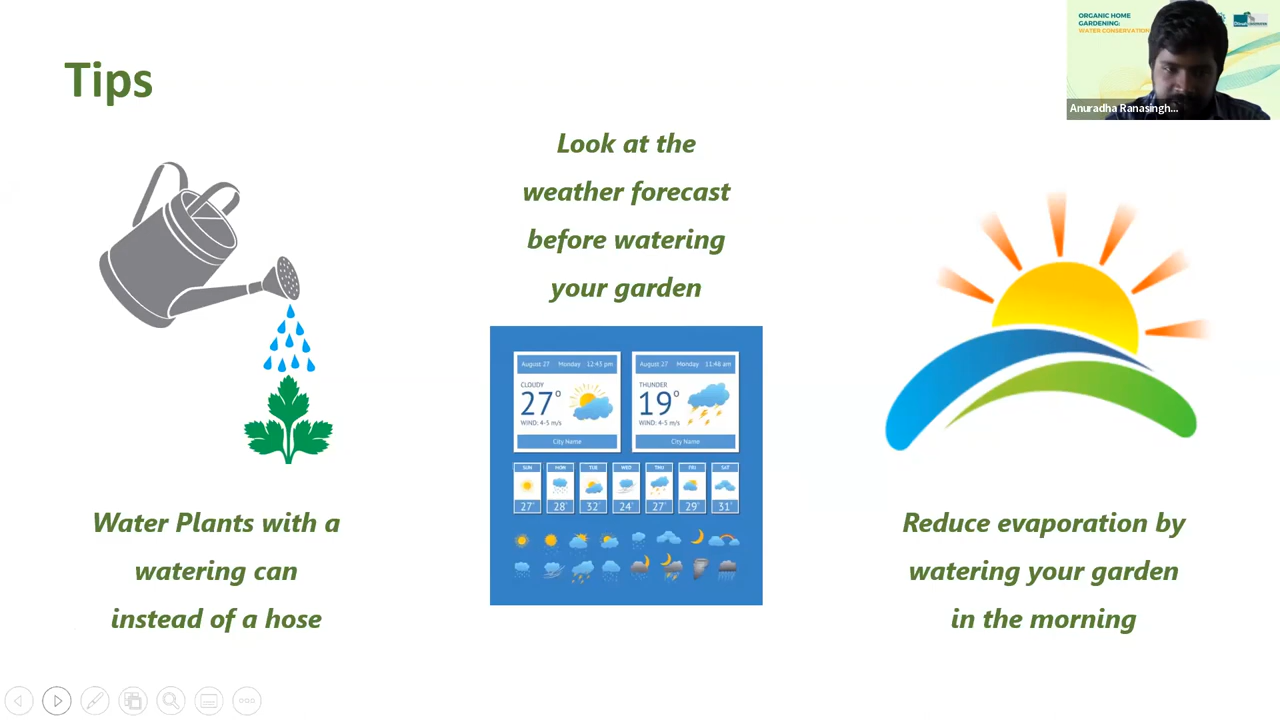 Tips
ORGANIC HOME
GARDENING:
WATER CONSERVATION
Anuradha Ranasingh...
Look at the
weather forecast
before watering
your garden
August 27 Monday 12:43 pm
CLOUDY
27°
WIND: 4-5 m/s
City Name
August 27 Monday 11:48 am
THUNDER
19°
WIND: 4-5 m/s
City Name
SUN MON TUE WED THU FRI SAT
27° 28° 32° 24° 27° 29° 31°
Water Plants with a
watering can
instead of a hose
Reduce evaporation by
watering your garden
in the morning